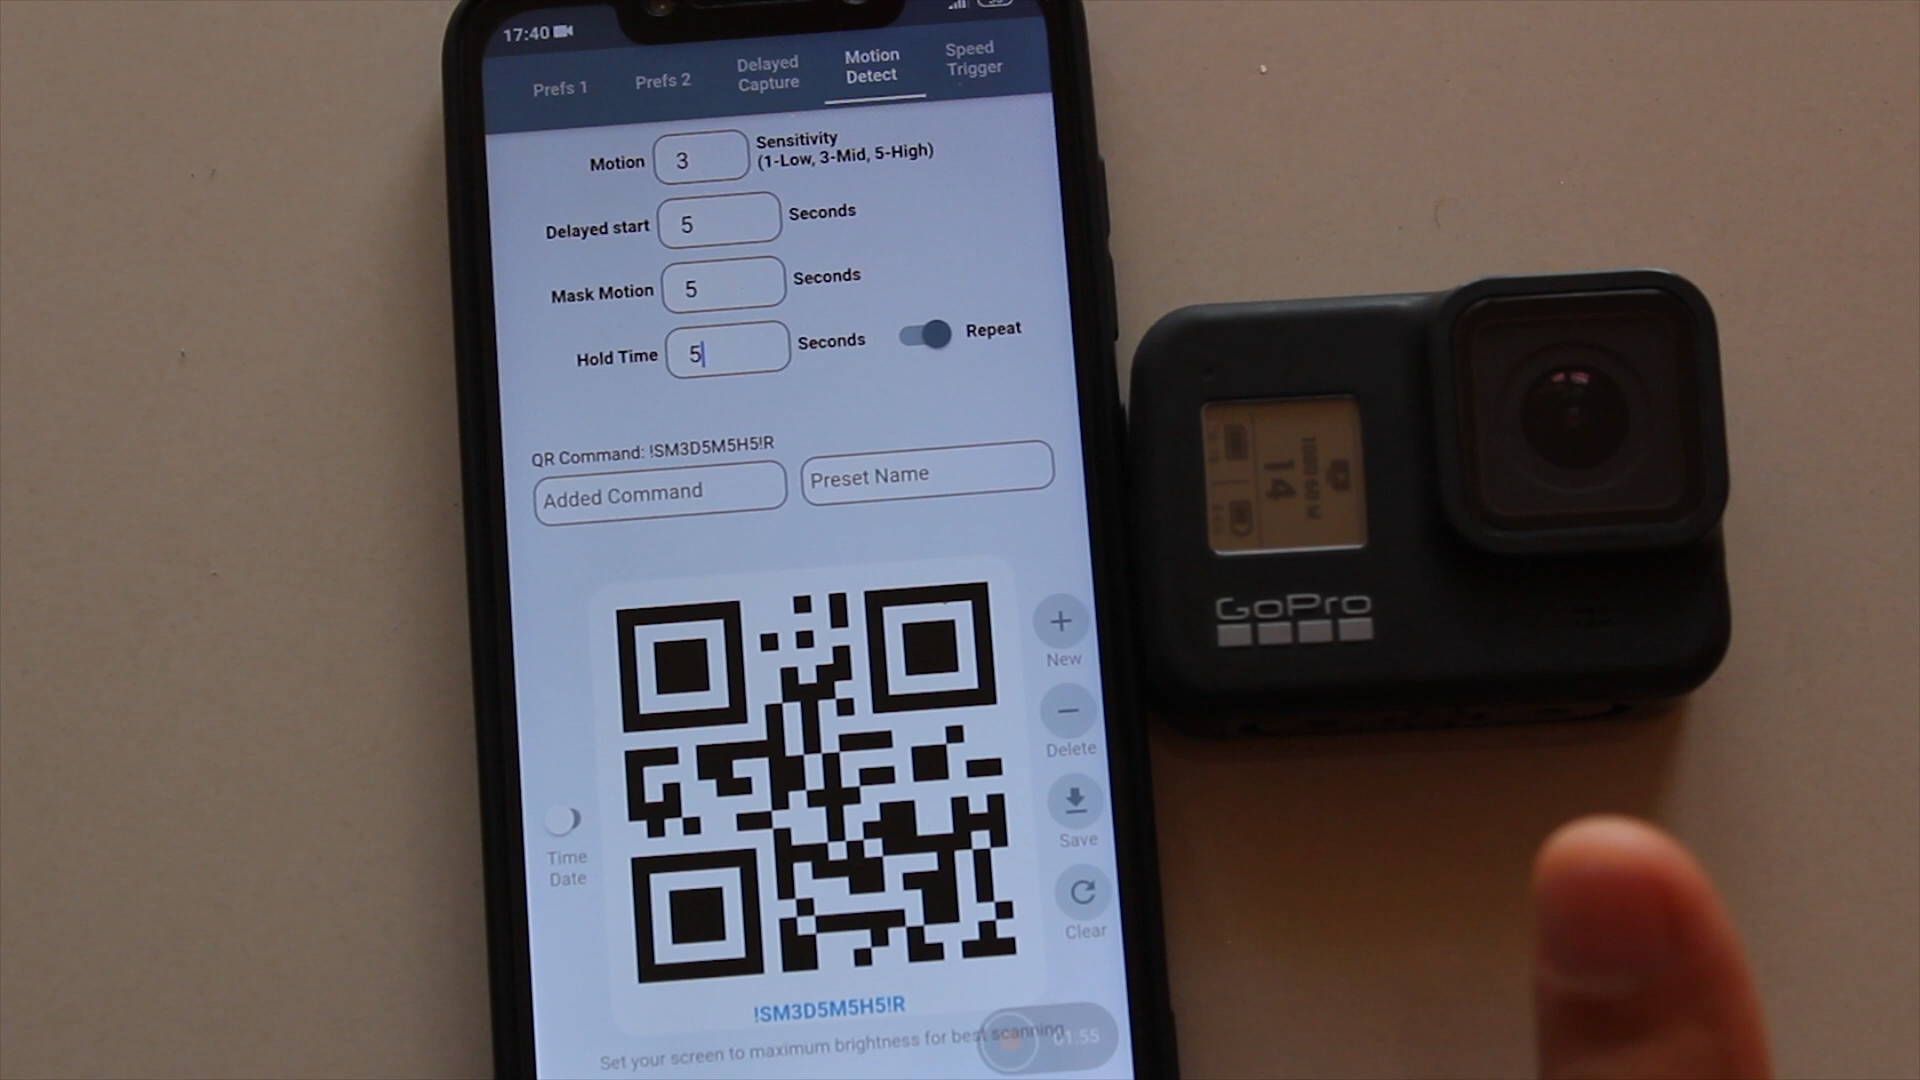 17:40
Prefs 1
Prefs 2
Delayed
Capture
Motion
Detect
Speed
Trigger
Motion 3 Sensitivity
(1-Low, 3-Mid, 5-High)
Delayed start 5 Seconds
Mask Motion 5 Seconds
Hold Time 5 Seconds Repeat
QR Command: !SM3D5M5H5!R
Added Command
Preset Name
New
Delete
Save
Clear
Time
Date
!SM3D5M5H5!R
Set your screen to maximum brightness for best scanning
01:55
14
GoPro